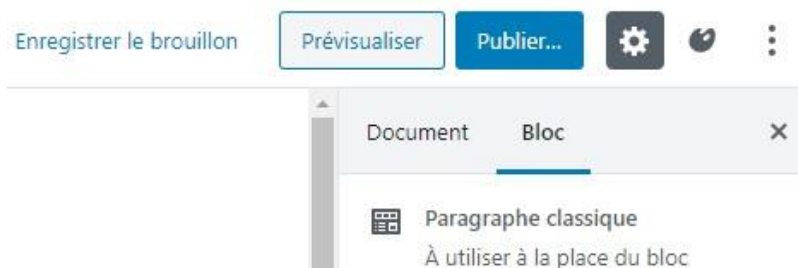 Enregistrer le brouillon Prévisualiser Publier...
Document Bloc
Paragraphe classique
À utiliser à la place du bloc